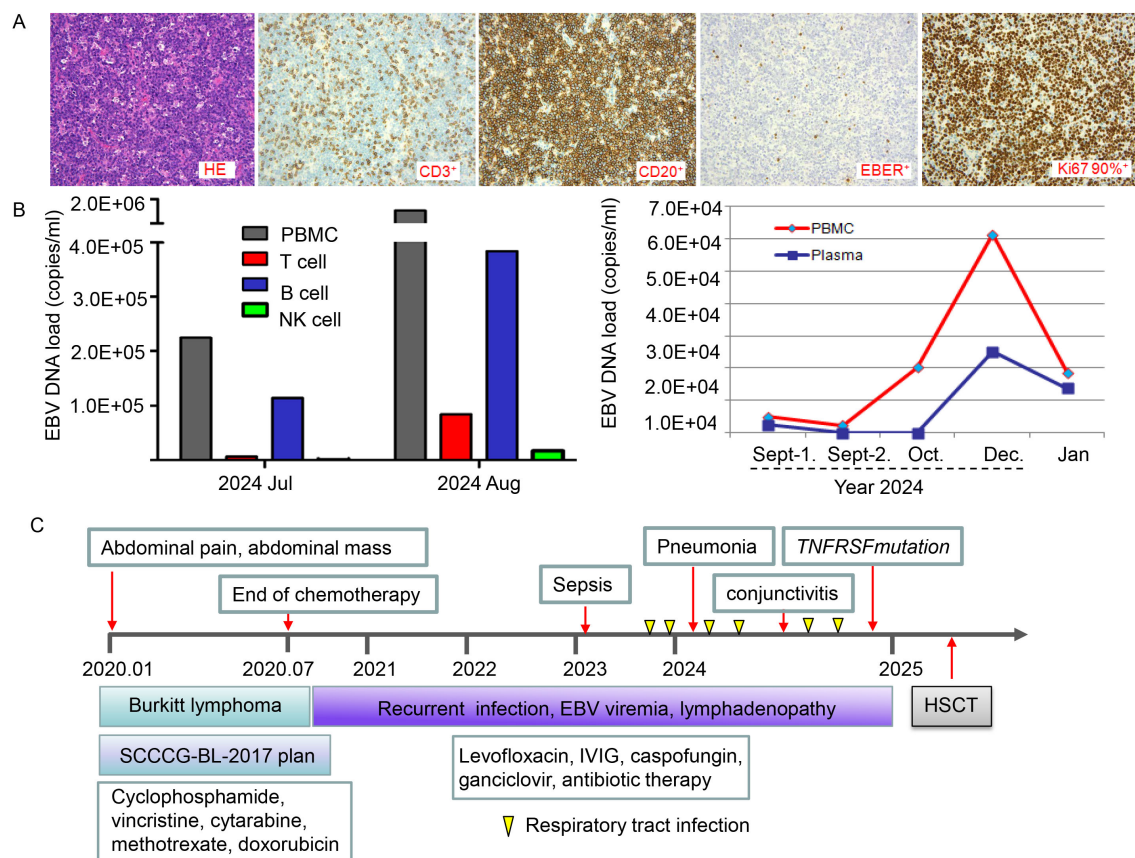 A
HE
CD3⁺
CD20⁺
EBER⁺
Ki67 90%⁺
B
EBV DNA load (copies/ml)
2.0E+06
4.0E+05
3.0E+05
2.0E+05
1.0E+05
PBMC
T cell
B cell
NK cell
2024 Jul
2024 Aug
EBV DNA load (copies/ml)
7.0E+04
6.0E+04
5.0E+04
4.0E+04
3.0E+04
2.0E+04
1.0E+04
PBMC
Plasma
Sept-1.
Sept-2.
Oct.
Dec.
Jan
Year 2024
C
Abdominal pain, abdominal mass
End of chemotherapy
Sepsis
Pneumonia
conjunctivitis
TNFRSFmutation
2020.01
2020.07
2021
2022
2023
2024
2025
Burkitt lymphoma
Recurrent infection, EBV viremia, lymphadenopathy
HSCT
SCCCG-BL-2017 plan
Levofloxacin, IVIG, caspofungin,
ganciclovir, antibiotic therapy
Cyclophosphamide,
vincristine, cytarabine,
methotrexate, doxorubicin
Respiratory tract infection